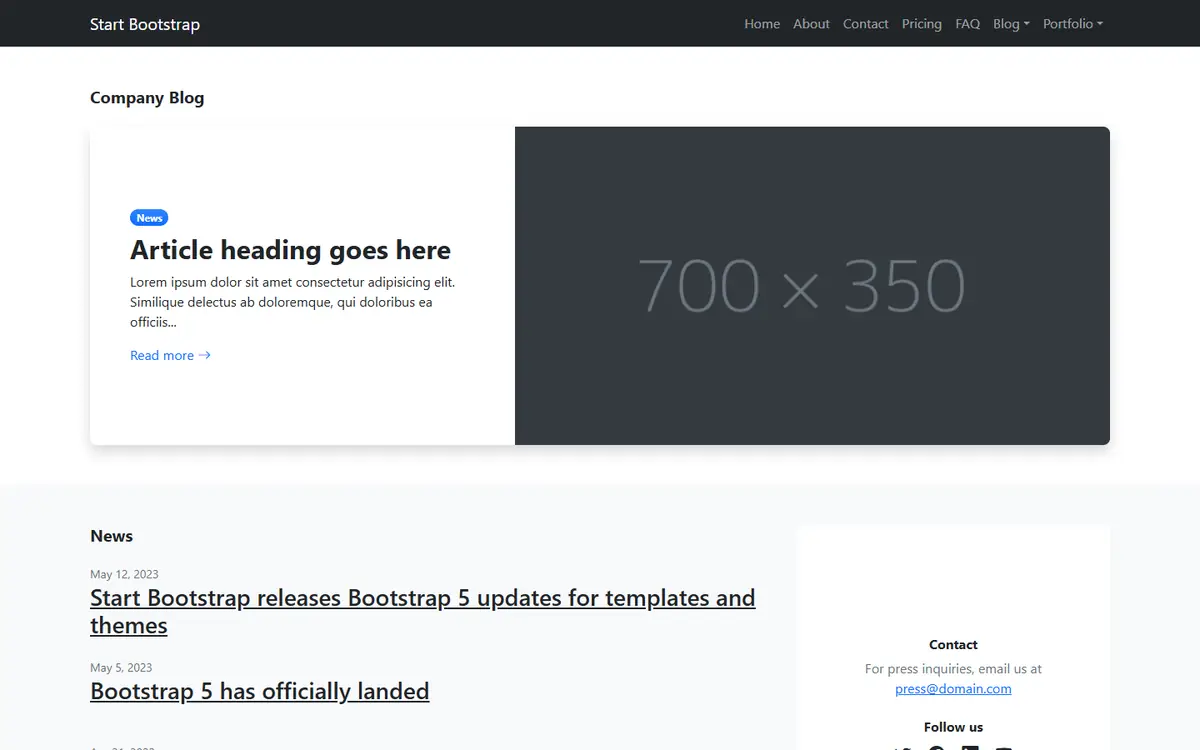 Start Bootstrap
Home About Contact Pricing FAQ Blog Portfolio
Company Blog
News
Article heading goes here
Lorem ipsum dolor sit amet consectetur adipisicing elit.
Similique delectus ab doloremque, qui doloribus ea
officiis...
Read more →
700 × 350
News
May 12, 2023
Start Bootstrap releases Bootstrap 5 updates for templates and
themes
May 5, 2023
Bootstrap 5 has officially landed
Contact
For press inquiries, email us at
press@domain.com
Follow us